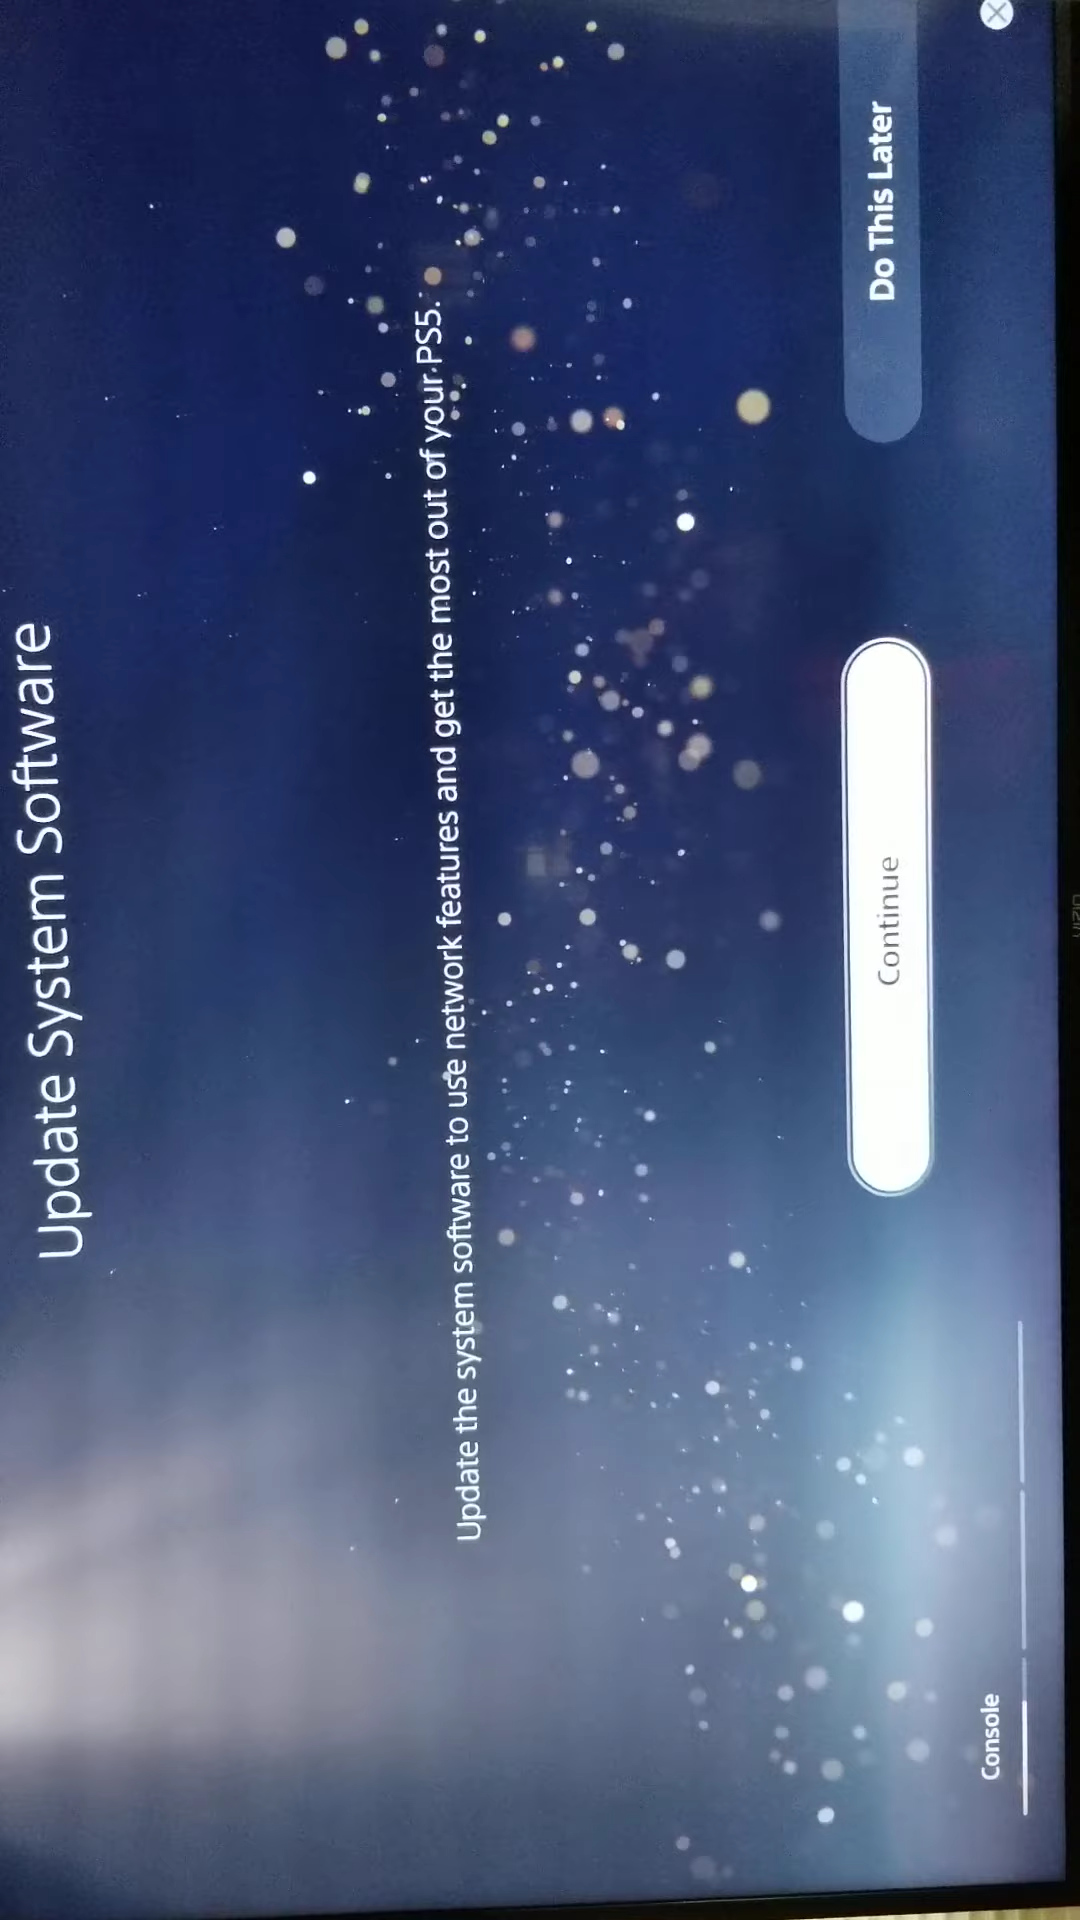 Update System Software
Update the system software to use network features and get the most out of your PS5.
Continue
Do This Later
Console